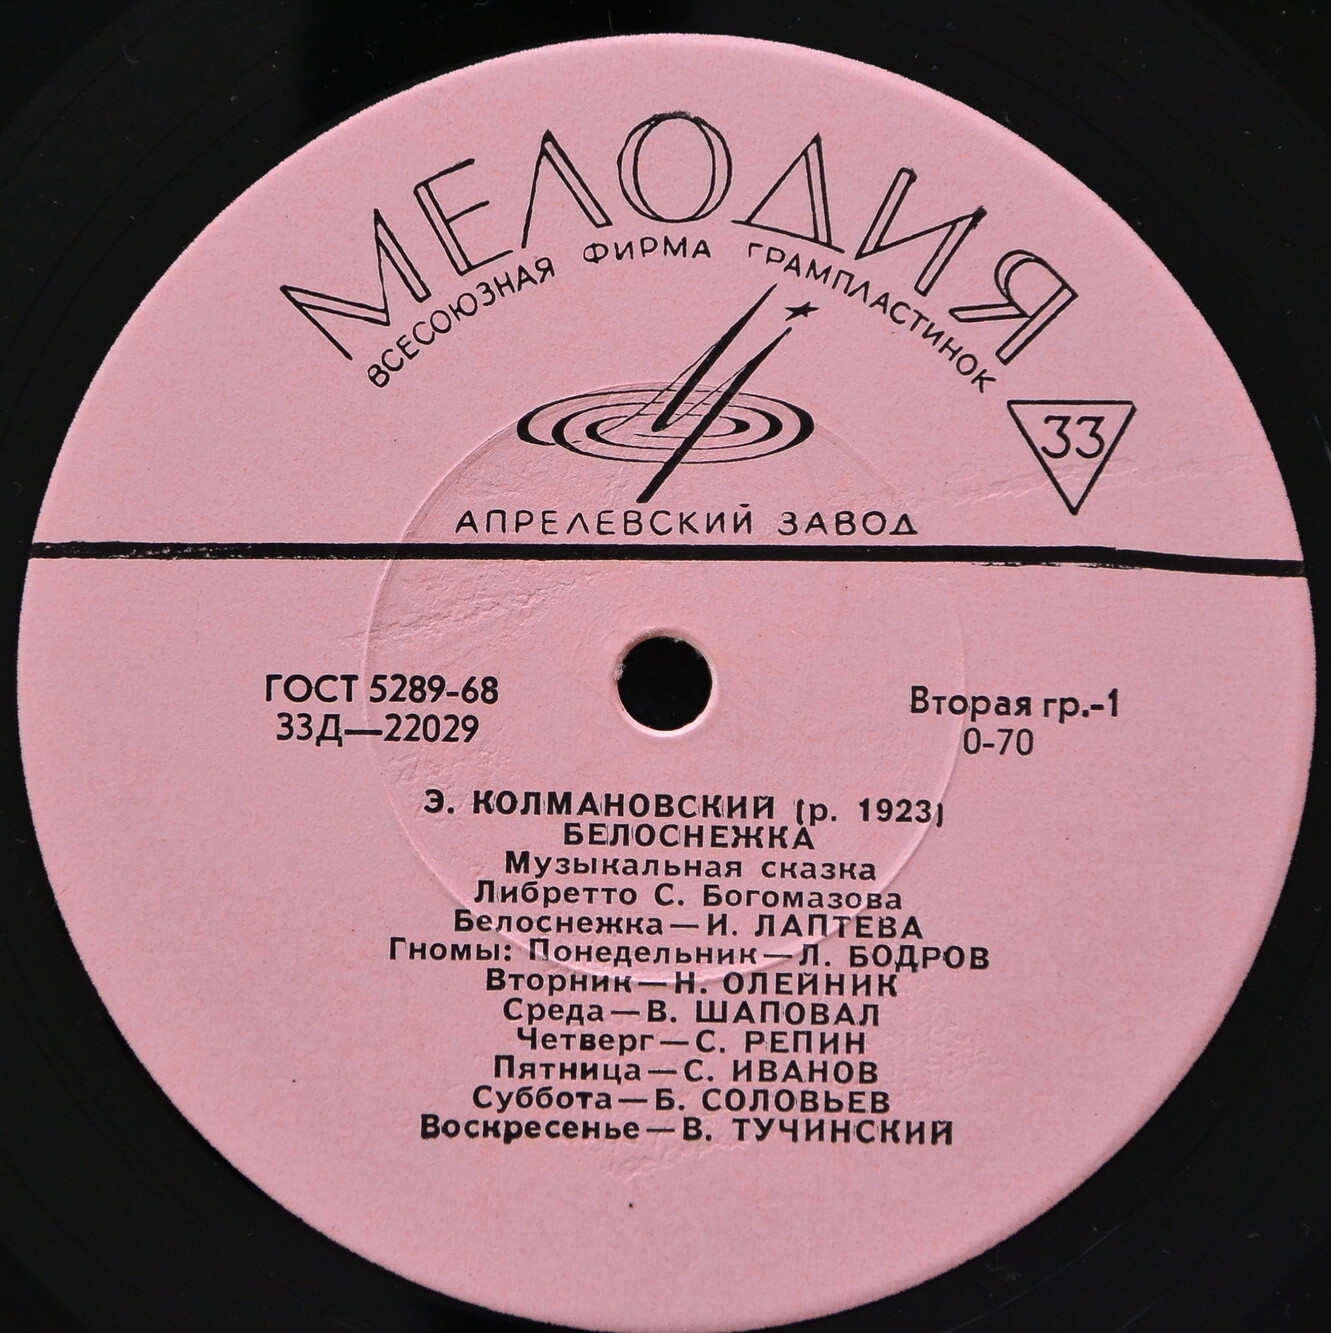 МЕЛОДИЯ
ВСЕСОЮЗНАЯ ФИРМА ГРАМПЛАСТИНОК
33
АПРЕЛЕВСКИЙ ЗАВОД
ГОСТ 5289-68
33Д—22029
Вторая гр.-1
0-70
Э. КОЛМАНОВСКИЙ (р. 1923)
БЕЛОСНЕЖКА
Музыкальная сказка
Либретто С. Богомазова
Белоснежка—И. ЛАПТЕВА
Гномы: Понедельник—Л. БОДРОВ
Вторник—Н. ОЛЕЙНИК
Среда—В. ШАПОВАЛ
Четверг—С. РЕПИН
Пятница—С. ИВАНОВ
Суббота—Б. СОЛОВЬЕВ
Воскресенье—В. ТУЧИНСКИЙ